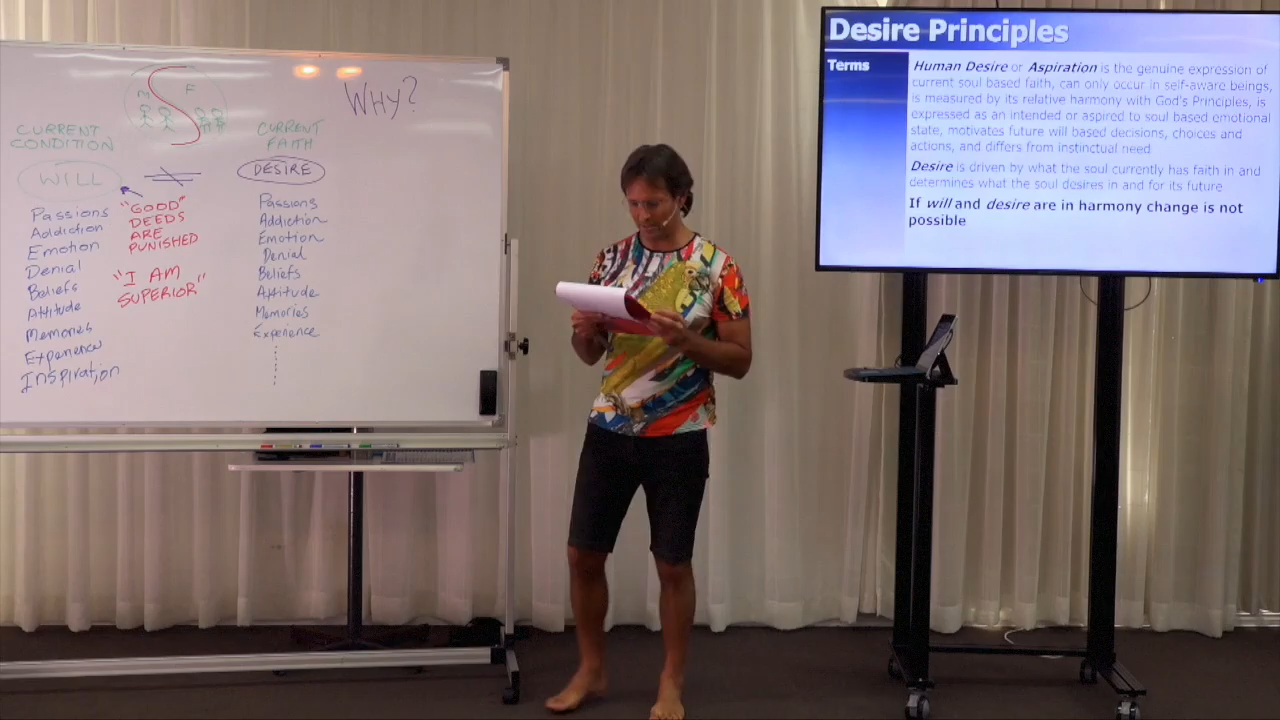 M
F
WHY?
CURRENT
CONDITION
WILL
Passions
Addiction
Emotion
Denial
Beliefs
Attitude
Memories
Experience
Inspiration
"GOOD"
DEEDS
ARE
PUNISHED
"I AM
SUPERIOR"
CURRENT
FAITH
DESIRE
Passions
Addiction
Emotion
Denial
Beliefs
Attitude
Memories
Experience
Desire Principles
Terms
Human Desire or Aspiration is the genuine expression of
current soul based faith, can only occur in self-aware beings,
is measured by its relative harmony with God's Principles, is
expressed as an intended or aspired to soul based emotional
state, motivates future will based decisions, choices and
actions, and differs from instinctual need
Desire is driven by what the soul currently has faith in and
determines what the soul desires in and for its future
If will and desire are in harmony change is not
possible